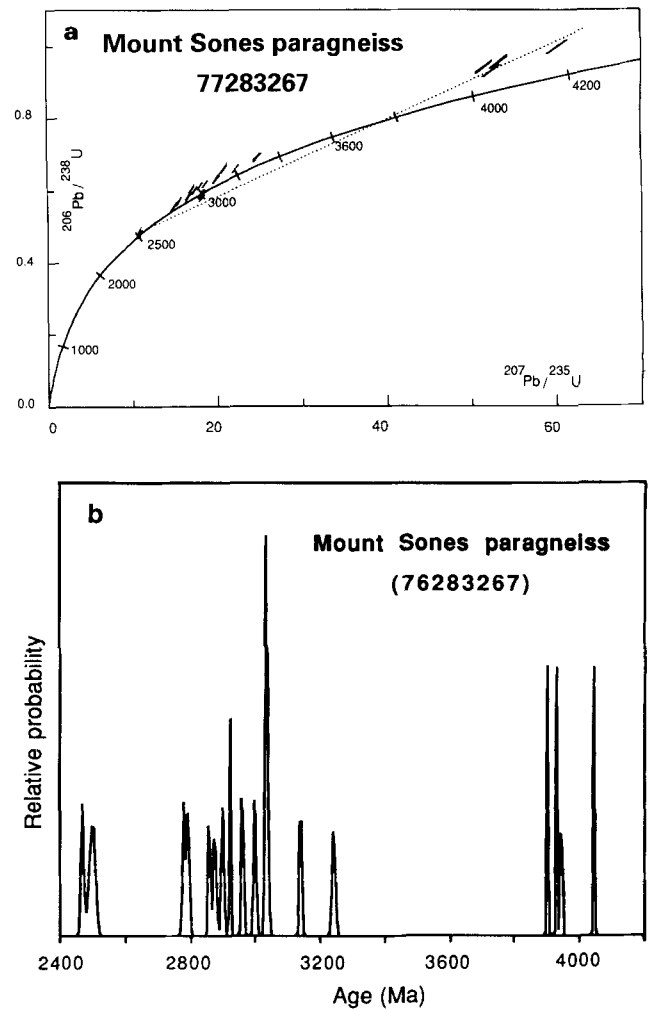 a
Mount Sones paragneiss
77283267
0.8
0.4
0.0
206Pb/238U
1000
2000
2500
3000
3600
4000
4200
207Pb/235U
0
20
40
60
b
Mount Sones paragneiss
(76283267)
Relative probability
2400
2800
3200
3600
4000
Age (Ma)